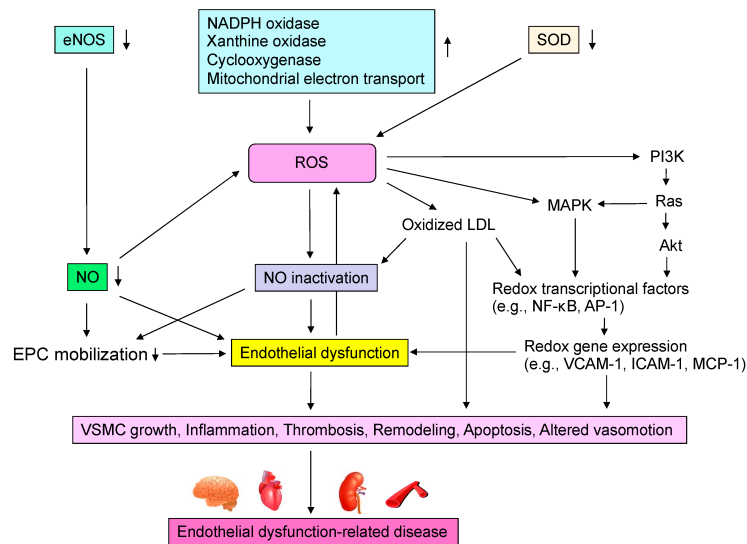 eNOS
NADPH oxidase
Xanthine oxidase
Cyclooxygenase
Mitochondrial electron transport
SOD
ROS
PI3K
MAPK
Ras
Oxidized LDL
Akt
NO
NO inactivation
Redox transcriptional factors
(e.g., NF-κB, AP-1)
EPC mobilization
Endothelial dysfunction
Redox gene expression
(e.g., VCAM-1, ICAM-1, MCP-1)
VSMC growth, Inflammation, Thrombosis, Remodeling, Apoptosis, Altered vasomotion
Endothelial dysfunction-related disease